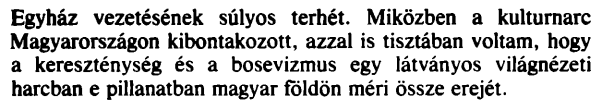 Egyház vezetésének súlyos terhét. Miközben a kulturnarc
Magyarországon kibontakozott, azzal is tisztában voltam, hogy
a kereszténység és a bosevizmus egy látványos világnézeti
harcban e pillanatban magyar földön méri össze erejét.